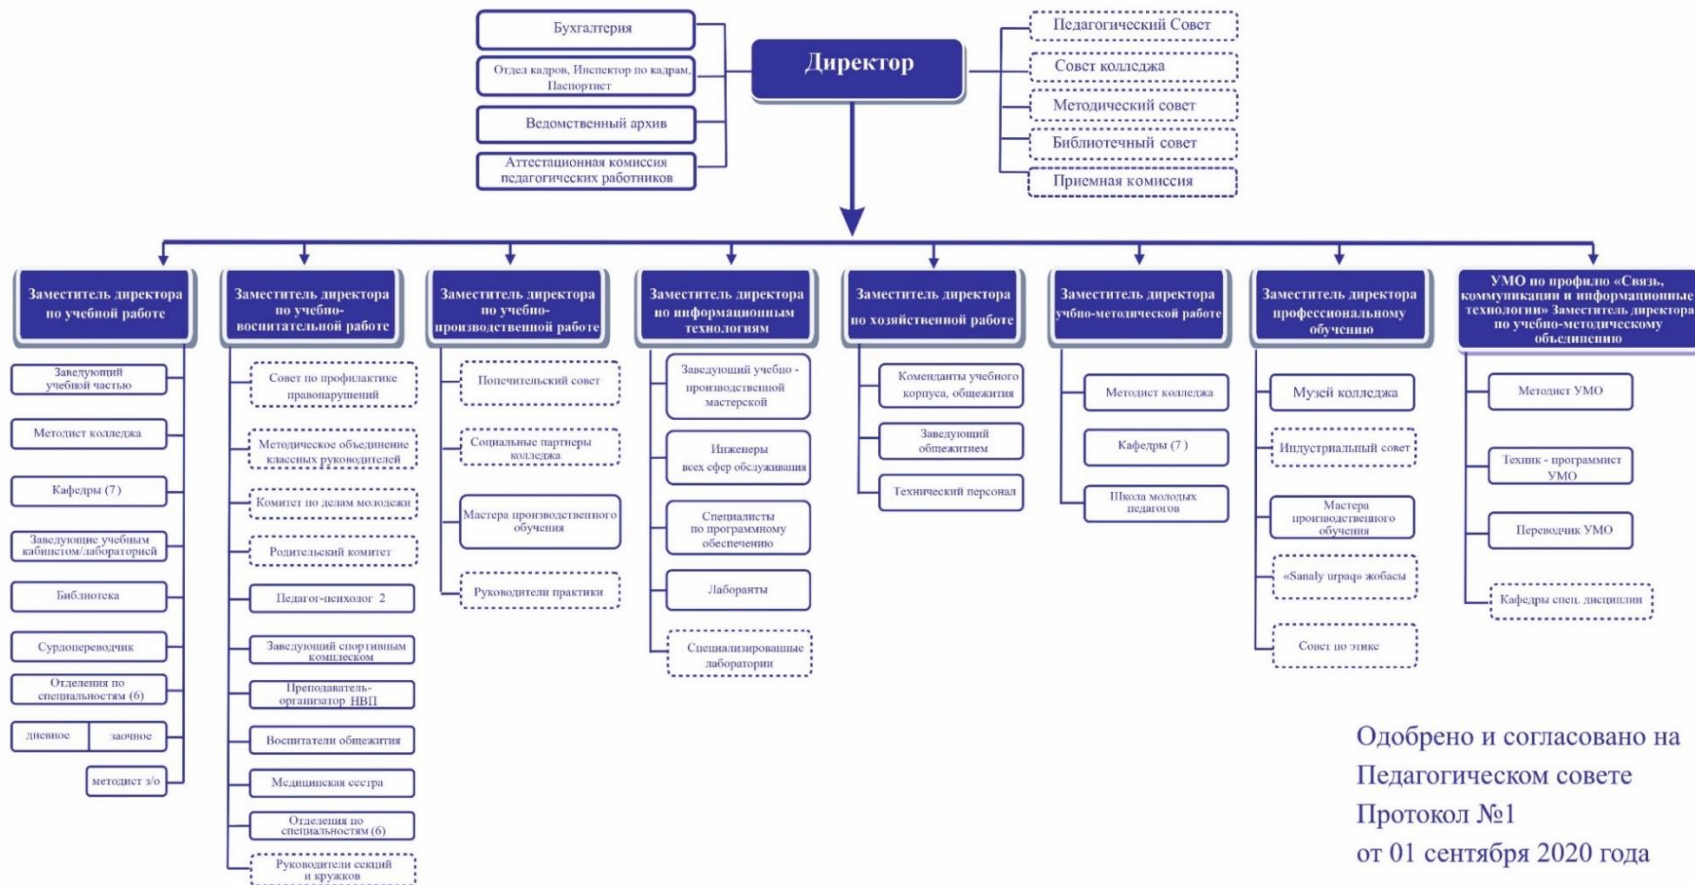 Бухгалтерия
Отдел кадров, Инспектор по кадрам,
Паспортист
Ведомственный архив
Аттестационная комиссия
педагогических работников
Директор
Педагогический Совет
Совет колледжа
Методический совет
Библиотечный совет
Приемная комиссия
Заместитель директора
по учебной работе
Заведующий
учебной частью
Методист колледжа
Кафедры (7)
Заведующие учебным
кабинетом/лабораторией
Библиотека
Сурдопереводчик
Отделения по
специальностям (6)
дневное
заочное
методист з/о
Заместитель директора
по учебно-
воспитательной работе
Совет по профилактике
правонарушений
Методическое объединение
классных руководителей
Комитет по делам молодежи
Родительский комитет
Педагог-психолог 2
Заведующий спортивным
комплеском
Преподаватель-
организатор НВП
Воспитатели общежития
Медицинская сестра
Отделения по
специальностям (6)
Руководители секций
и кружков
Заместитель директора
по учебно-
производственной работе
Попечительский совет
Социальные партнеры
колледжа
Мастера производственного
обучения
Руководители практики
Заместитель директора
по информационным
технологиям
Заведующий учебно -
производственной
мастерской
Инженеры
всех сфер обслуживания
Специалисты
по программному
обеспечению
Лаборанты
Специализированные
лаборатории
Заместитель директора
по хозяйственной работе
Коменданты учебного
корпуса, общежития
Заведующий
общежитием
Технический персонал
Заместитель директора
учбно-методической работе
Методист колледжа
Кафедры (7)
Школа молодых
педагогов
Заместитель директора
профессиональному
обучению
Музей колледжа
Индустриальный совет
Мастера
производственного
обучения
«Sanaly urpaq» жобасы
Совет по этике
УМО по профилю «Связь,
коммуникации и информационные
технологии» Заместитель директора
по учебно-методическому
объединению
Методист УМО
Техник - программист
УМО
Переводчик УМО
Кафедры спец. дисциплин
Одобрено и согласовано на
Педагогическом совете
Протокол №1
от 01 сентября 2020 года